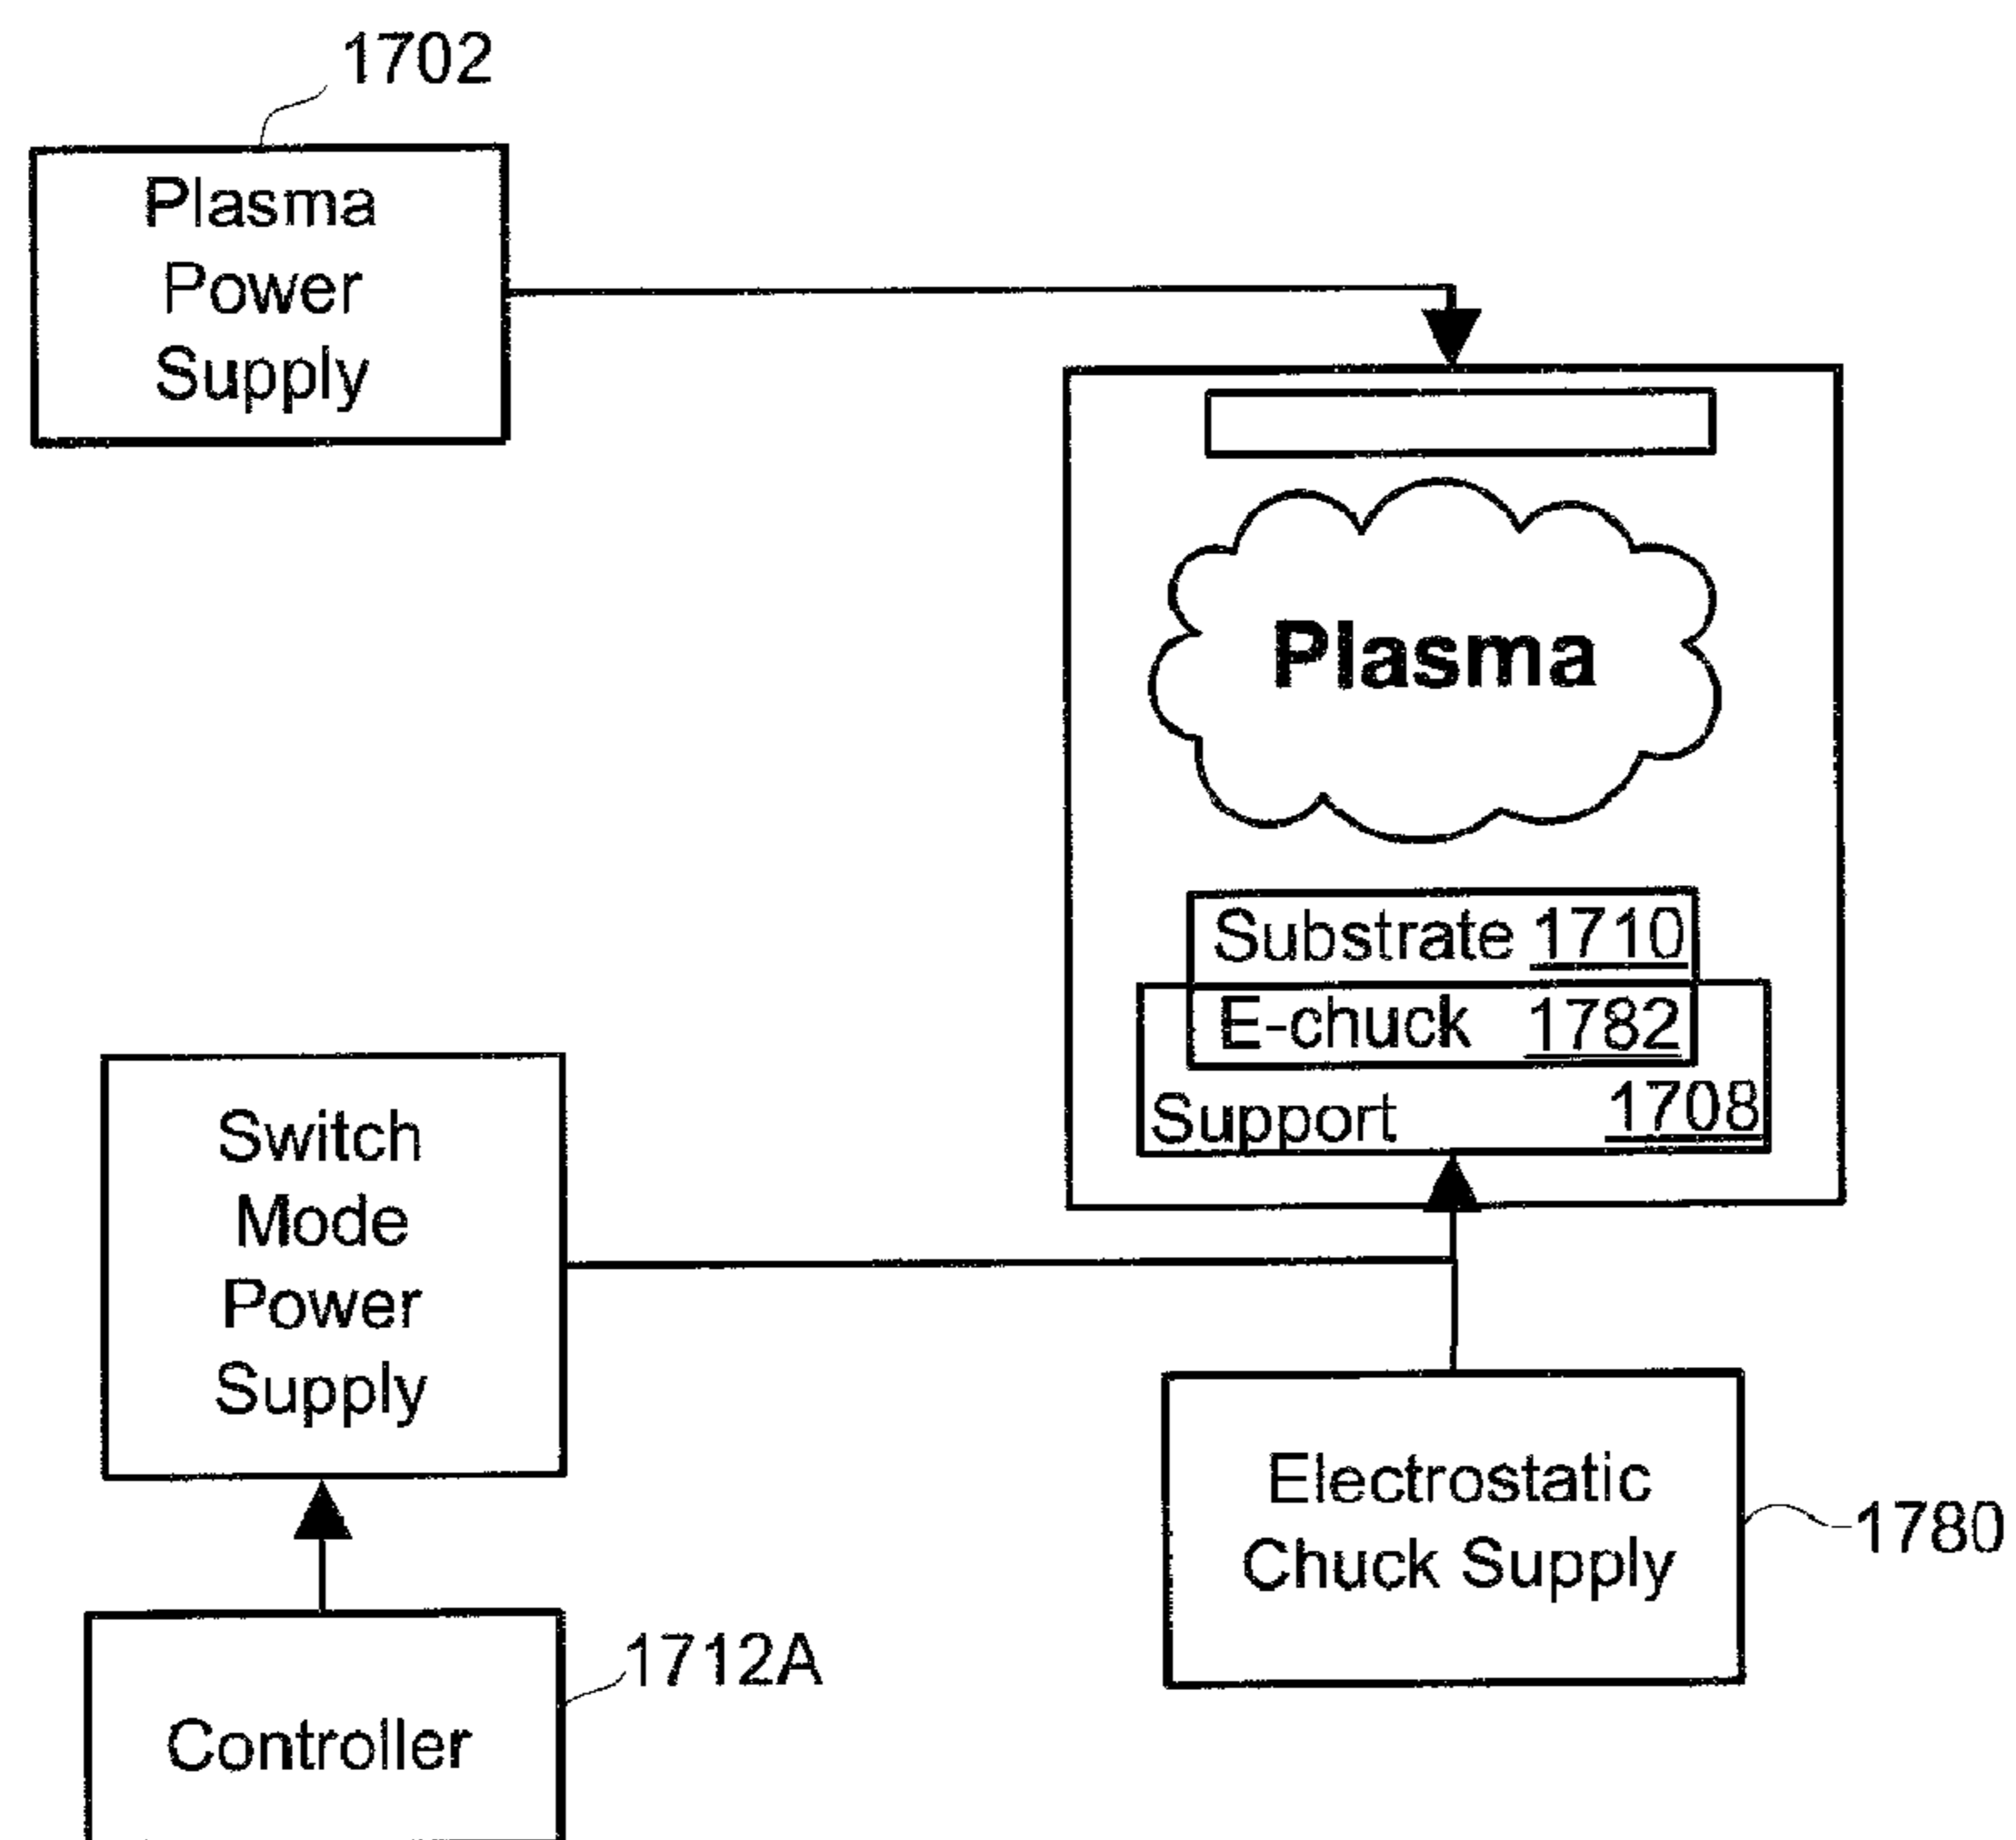 1702
Plasma
Power
Supply
Plasma
Substrate 1710
E-chuck 1782
Support 1708
Switch
Mode
Power
Supply
Electrostatic
Chuck Supply
1780
1712A
Controller